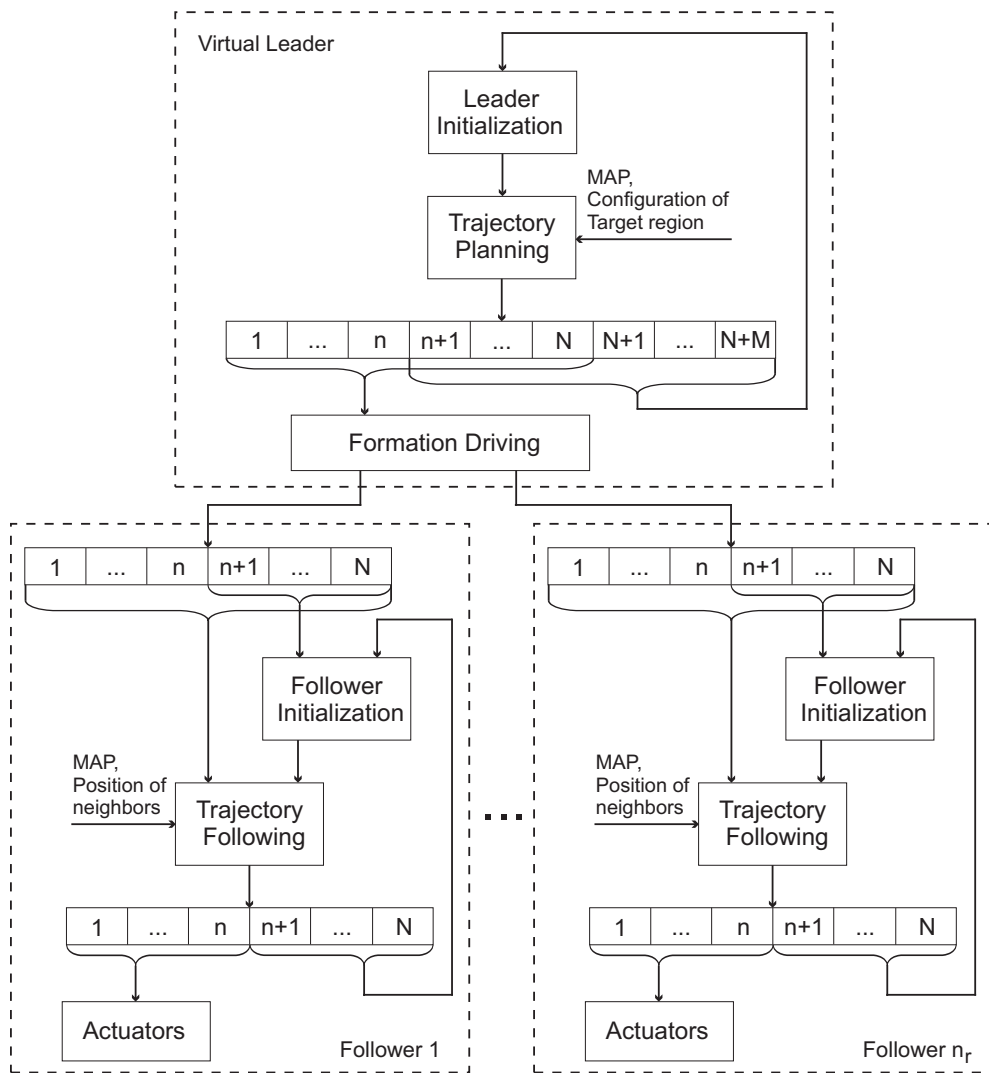 Virtual Leader
Leader
Initialization
MAP,
Configuration of
Target region
Trajectory
Planning
1 ... n n+1 ... N N+1 ... N+M
Formation Driving
1 ... n n+1 ... N
Follower
Initialization
MAP,
Position of
neighbors
Trajectory
Following
1 ... n n+1 ... N
Actuators
Follower 1
...
1 ... n n+1 ... N
Follower
Initialization
MAP,
Position of
neighbors
Trajectory
Following
1 ... n n+1 ... N
Actuators
Follower nr